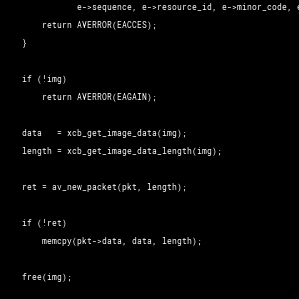 e->sequence, e->resource_id, e->minor_code,
return AVERROR(EACCES);
}
if (!img)
return AVERROR(EAGAIN);
data = xcb_get_image_data(img);
length = xcb_get_image_data_length(img);
ret = av_new_packet(pkt, length);
if (!ret)
memcpy(pkt->data, data, length);
free(img);